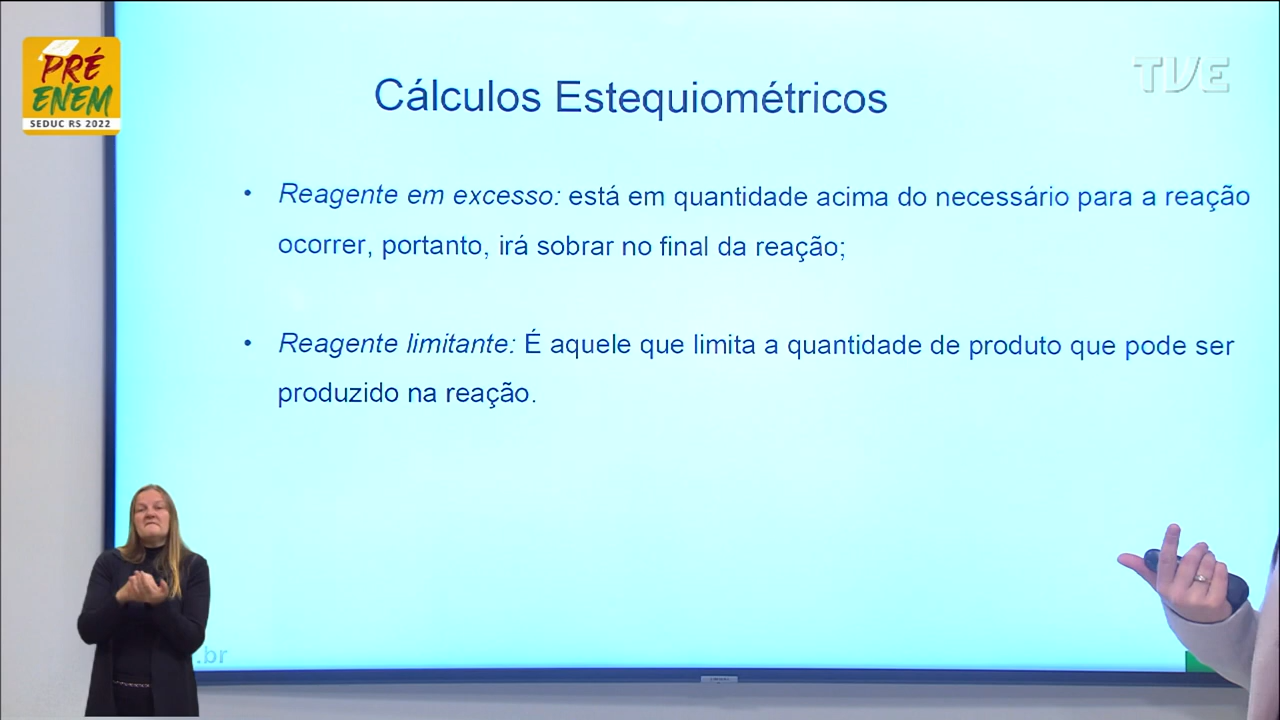 PRÉ
ENEM
SEDUC RS 2022
TVE
Cálculos Estequiométricos
• Reagente em excesso: está em quantidade acima do necessário para a reação
ocorrer, portanto, irá sobrar no final da reação;
• Reagente limitante: É aquele que limita a quantidade de produto que pode ser
produzido na reação.
.br